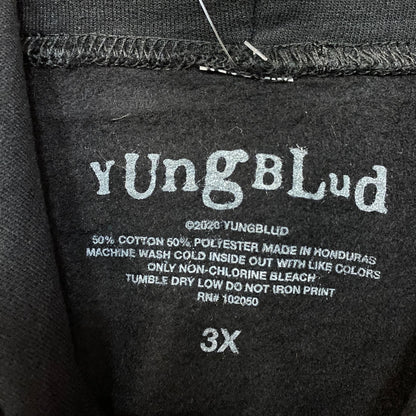 YUngBLud
©2020 YUNGBLUD
50% COTTON 50% POLYESTER MADE IN HONDURAS
MACHINE WASH COLD INSIDE OUT WITH LIKE COLORS
ONLY NON-CHLORINE BLEACH
TUMBLE DRY LOW DO NOT IRON PRINT
RN# 102050
3X